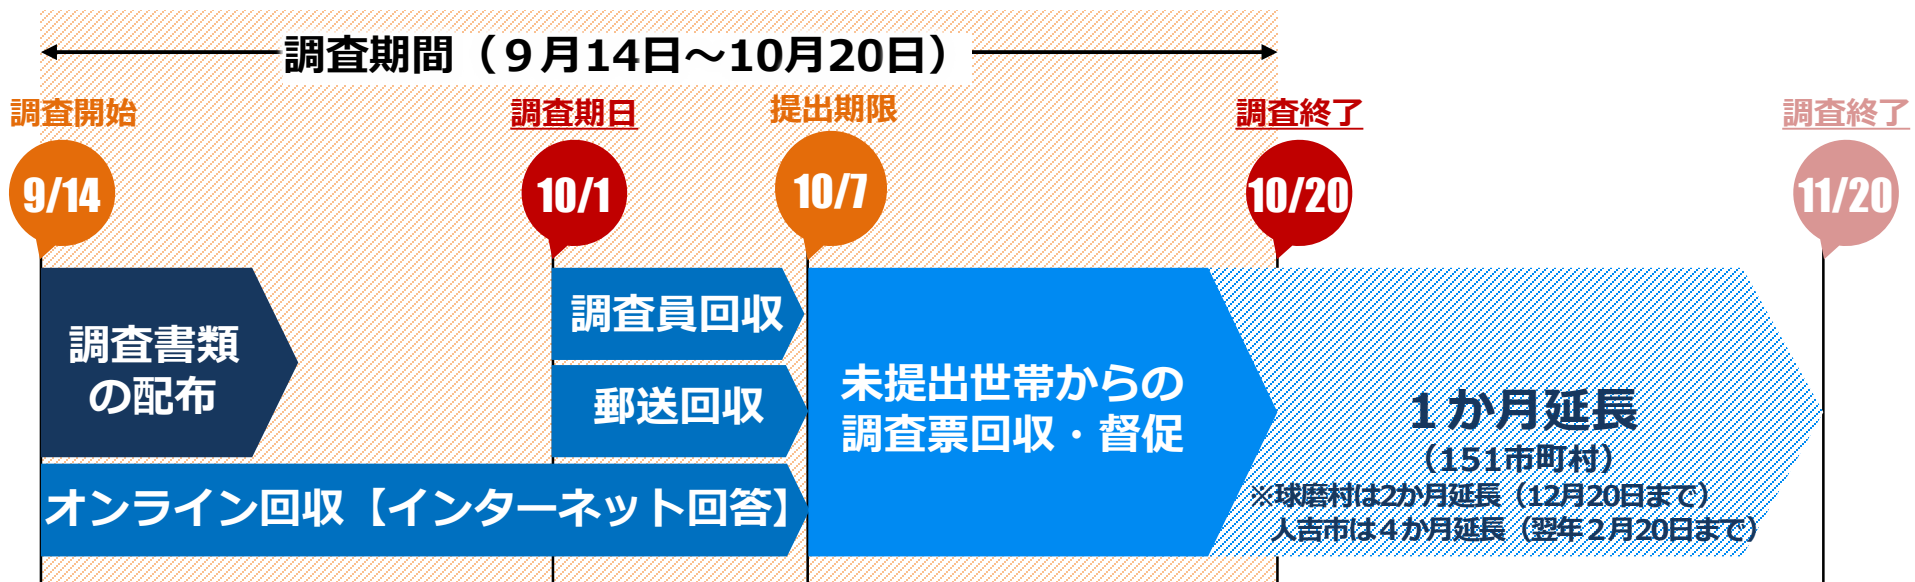 調査期間（９月14日～10月20日）
調査開始
調査期日
提出期限
調査終了
調査終了
9/14
10/1
10/7
10/20
11/20
調査書類
の配布
調査員回収
郵送回収
オンライン回収【インターネット回答】
未提出世帯からの
調査票回収・督促
１か月延長
（151市町村）
※球磨村は2か月延長（12月20日まで）
人吉市は４か月延長（翌年２月20日まで）